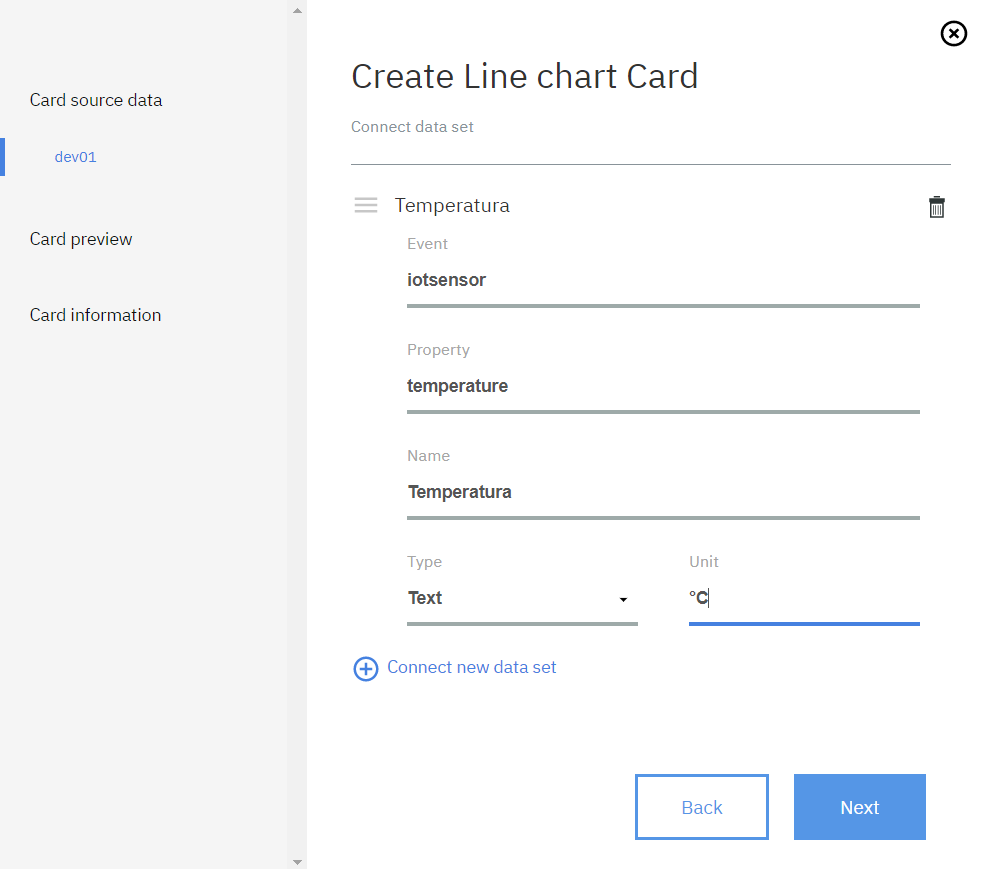 Card source data
dev01
Card preview
Card information
Create Line chart Card
Connect data set
Temperatura
Event
iotsensor
Property
temperature
Name
Temperatura
Type
Unit
Text
°C
Connect new data set
Back
Next